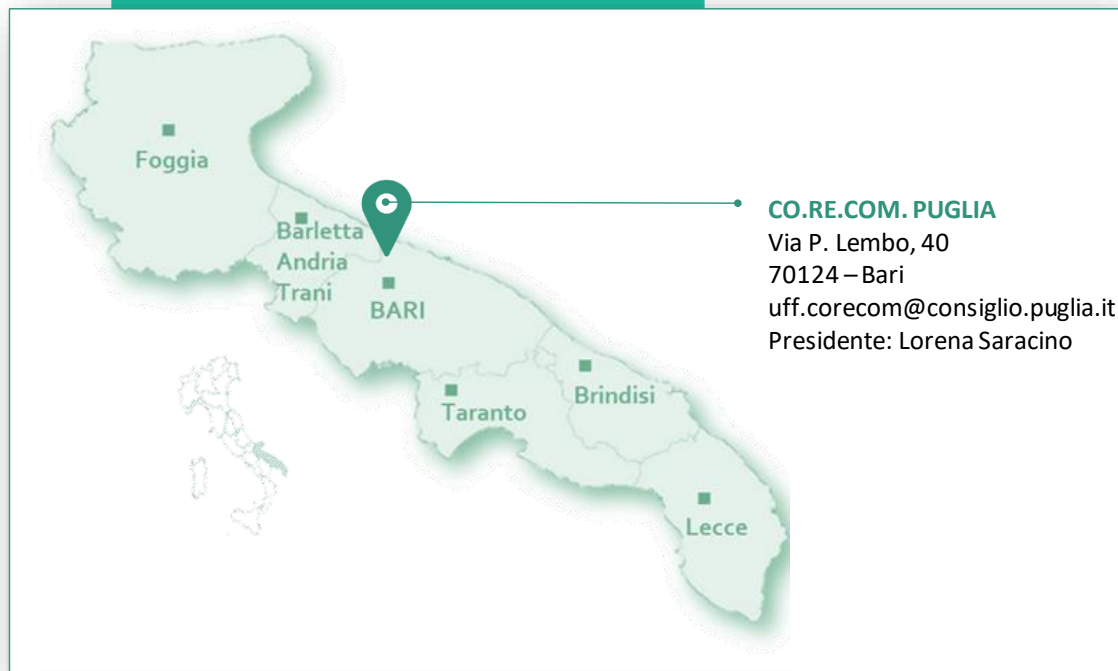 Foggia
Barletta
Andria
Trani
BARI
Taranto
Brindisi
Lecce
CO.RE.COM. PUGLIA
Via P. Lembo, 40
70124 – Bari
uff.corecom@consiglio.puglia.it
Presidente: Lorena Saracino